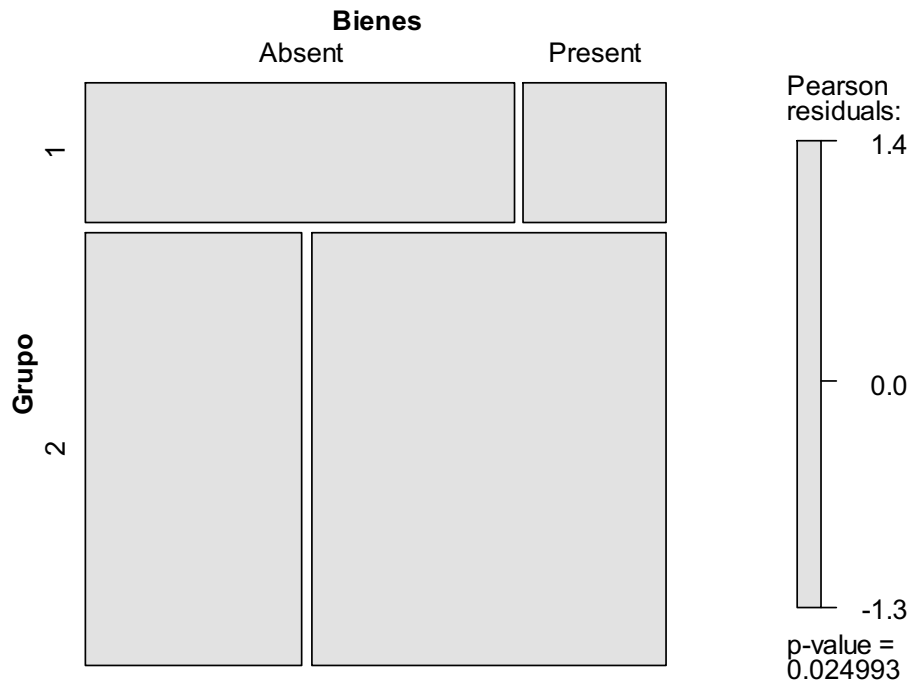 Bienes
Absent Present
Grupo
1
2
Pearson
residuals:
1.4
0.0
-1.3
p-value =
0.024993